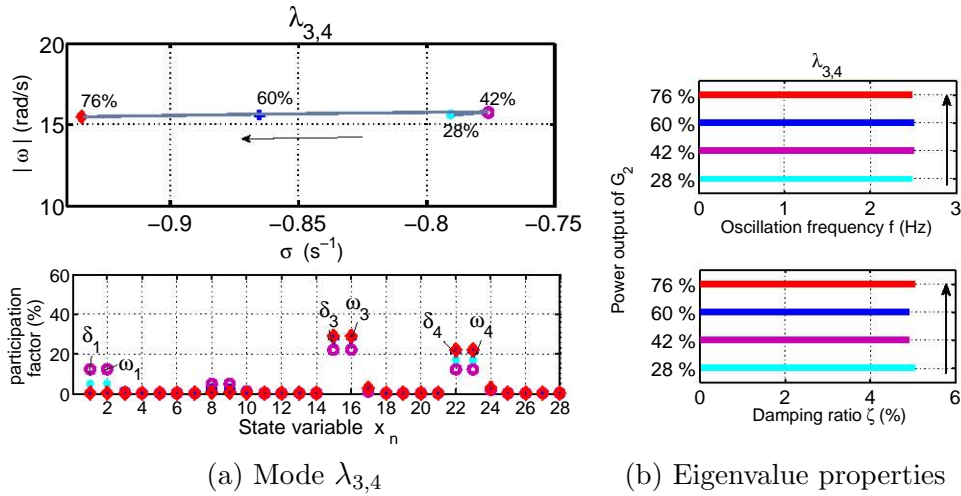 λ3,4
20
15
10
| ω | (rad/s)
76%
60%
42%
28%
−0.9
−0.85
−0.8
−0.75
σ (s−1)
60
40
20
0
participation
factor (%)
δ1
ω1
δ3
ω3
δ4
ω4
2 4 6 8 10 12 14 16 18 20 22 24 26 28
State variable xn
(a) Mode λ3,4
λ3,4
Power output of G2
76 %
60 %
42 %
28 %
0 1 2 3
Oscillation frequency f (Hz)
76 %
60 %
42 %
28 %
0 2 4 6
Damping ratio ζ (%)
(b) Eigenvalue properties